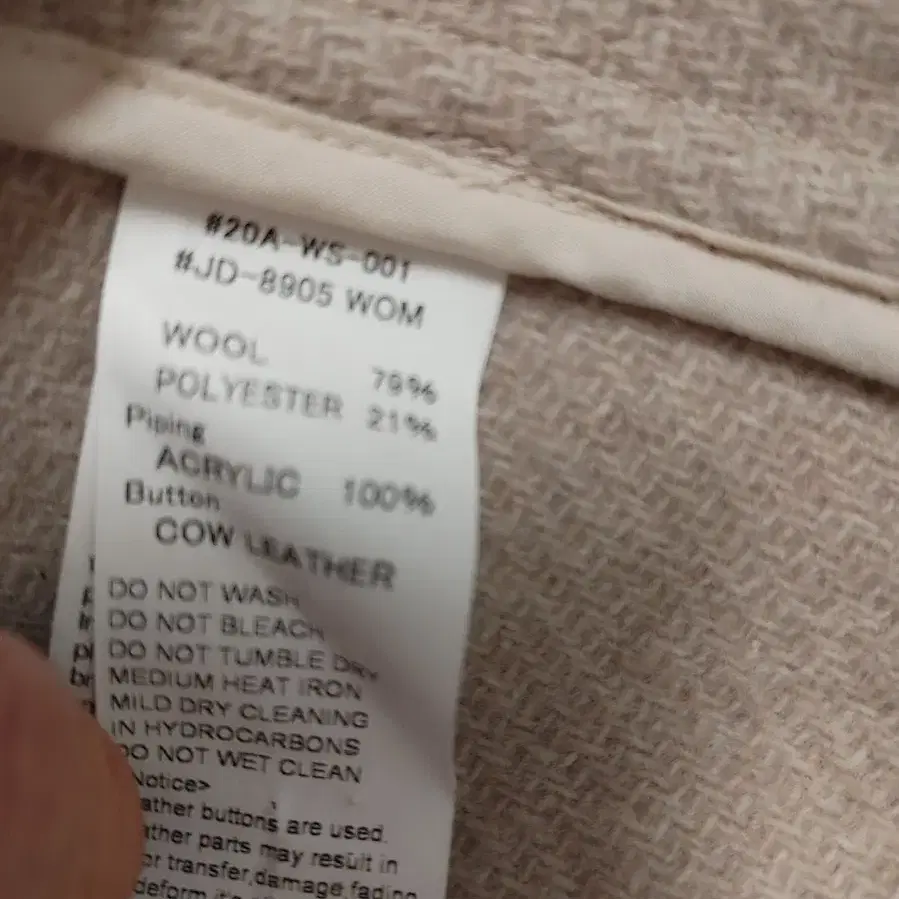 #20A-WS-001
#JD-8905 WOM
WOOL 79%
POLYESTER 21%
Piping
ACRYLIC 100%
Button
COW LEATHER
DO NOT WASH
DO NOT BLEACH
DO NOT TUMBLE DRY
MEDIUM HEAT IRON
MILD DRY CLEANING
IN HYDROCARBONS
DO NOT WET CLEAN
Notice>
ather buttons are used.
ather parts may result in
or transfer,damage,fading
deform